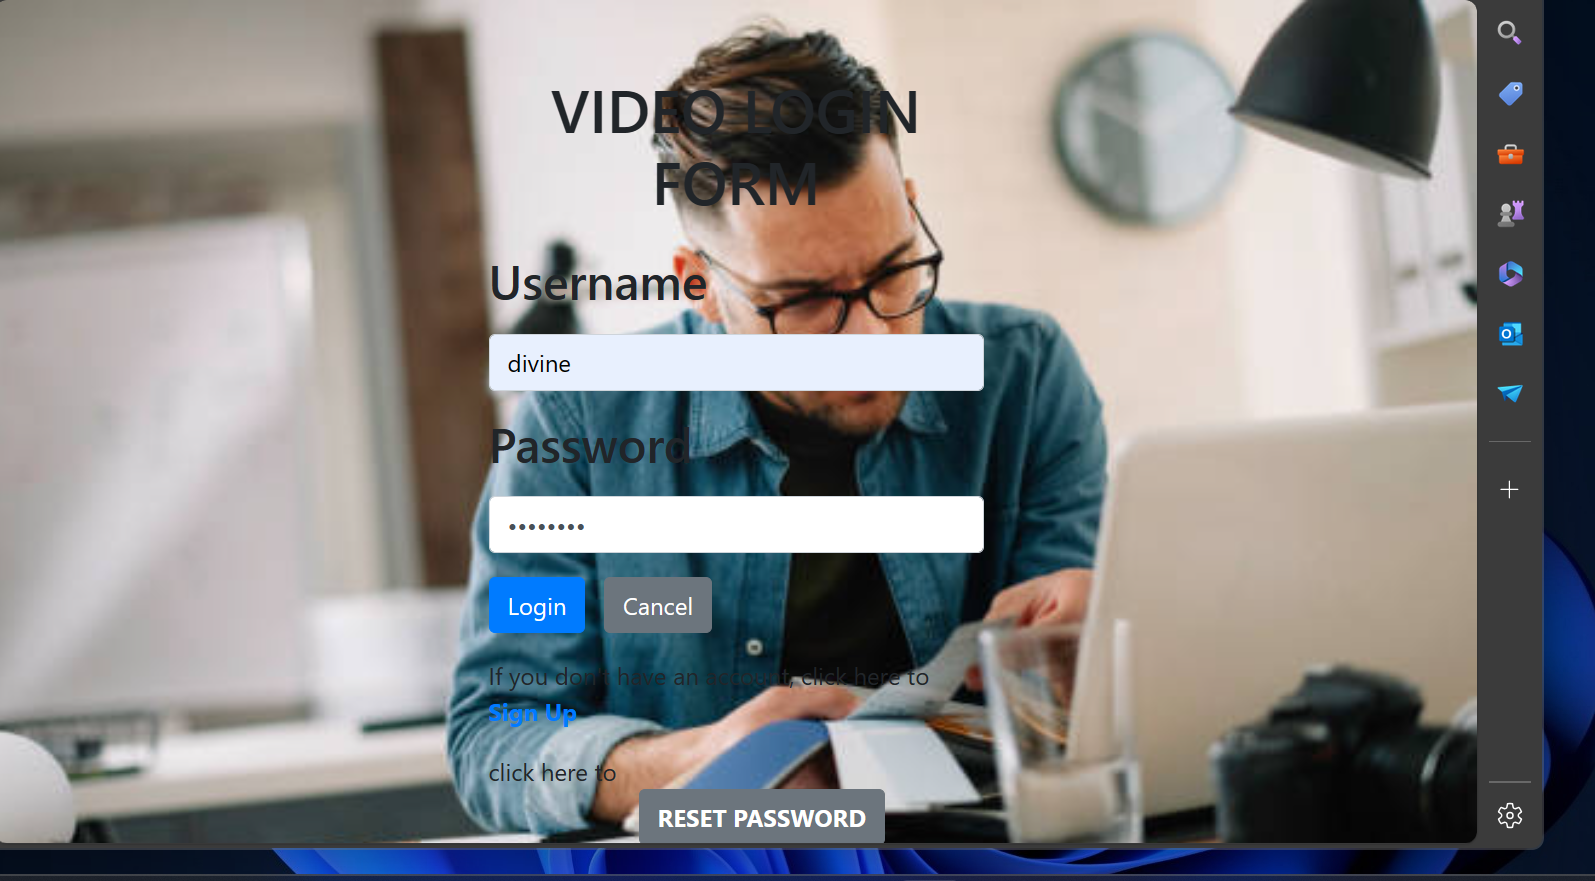 VIDEO LOGIN
FORM
Username
divine
Password
••••••••
Login
Cancel
If you don't have an account, click here to
Sign Up
click here to
RESET PASSWORD